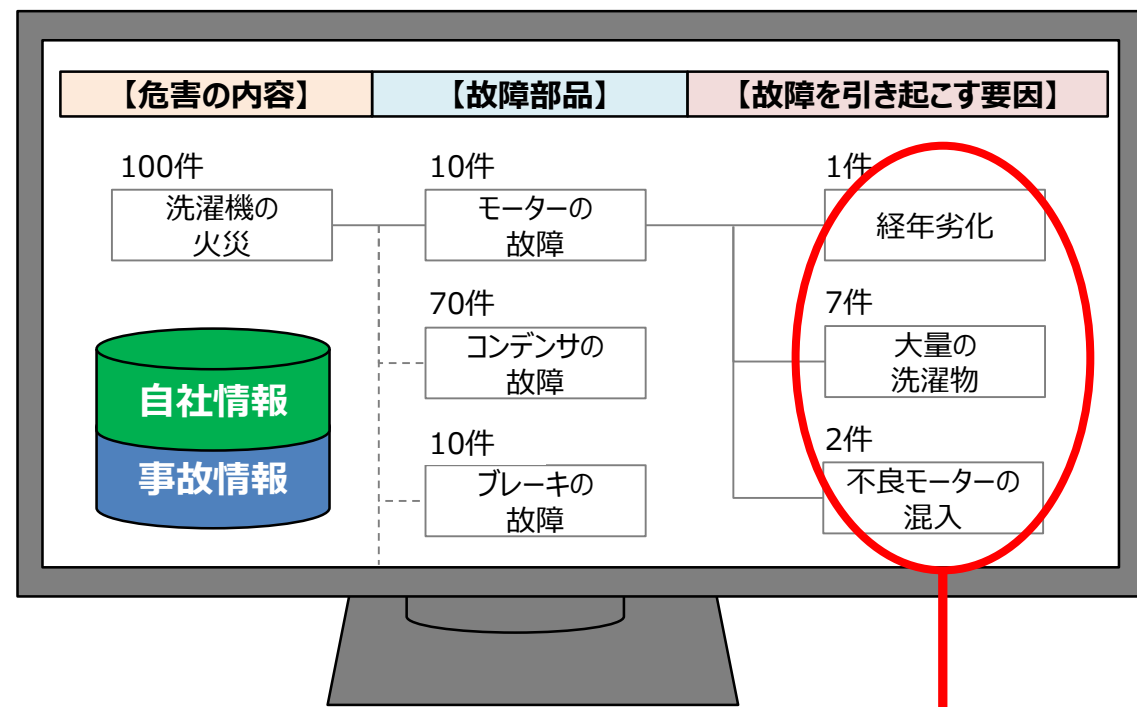 【危害の内容】
【故障部品】
【故障を引き起こす要因】
100件
洗濯機の
火災
10件
モーターの
故障
1件
経年劣化
70件
コンデンサの
故障
7件
大量の
洗濯物
10件
ブレーキの
故障
2件
不良モーターの
混入
自社情報
事故情報